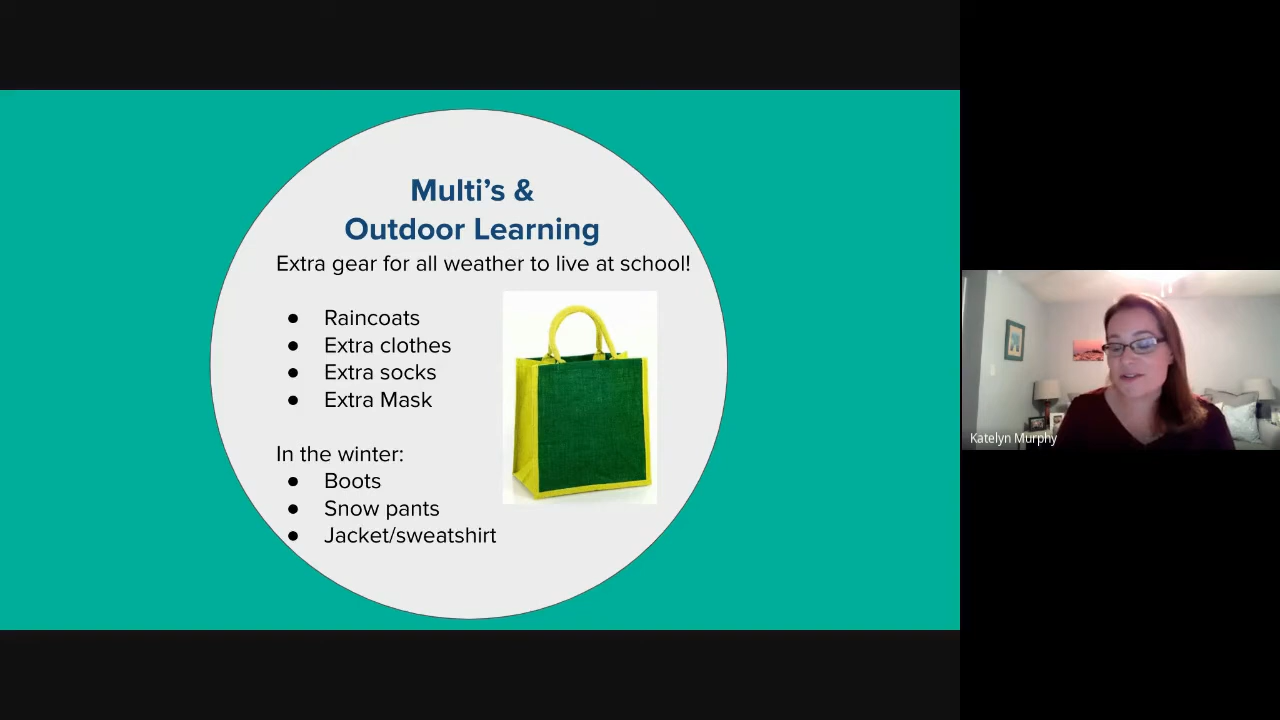 Multi's &
Outdoor Learning
Extra gear for all weather to live at school!
● Raincoats
● Extra clothes
● Extra socks
● Extra Mask
In the winter:
● Boots
● Snow pants
● Jacket/sweatshirt
Katelyn Murphy